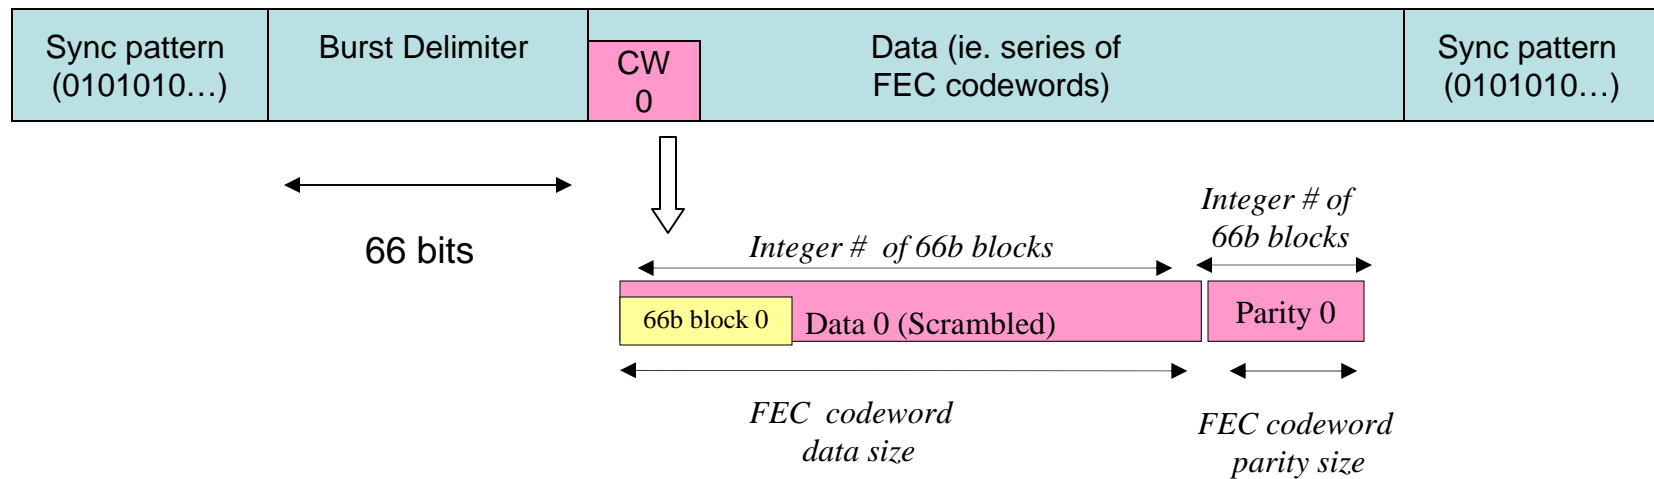 Sync pattern
(0101010…)
Burst Delimiter
CW
0
Data (ie. series of
FEC codewords)
Sync pattern
(0101010…)
66 bits
Integer # of 66b blocks
Integer # of
66b blocks
66b block 0
Data 0 (Scrambled)
Parity 0
FEC codeword
data size
FEC codeword
parity size